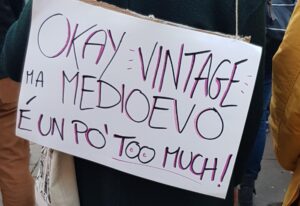 OKAY VINTAGE
MA MEDIOEVO
É UN PO' TOO MUCH!